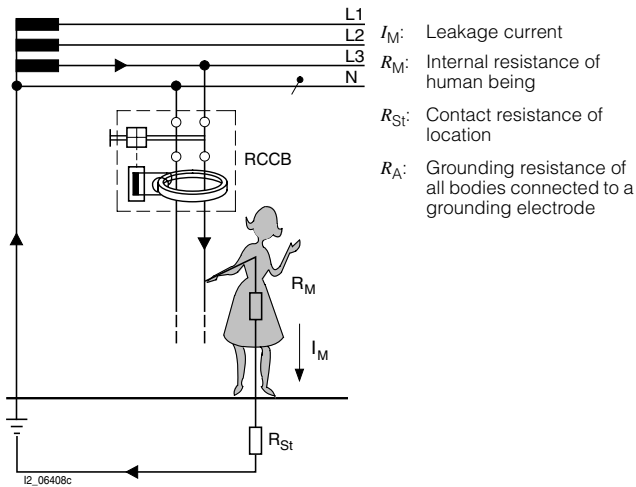 L1
L2
L3
N
RCCB
R_M
I_M
R_St
I2_06408c
I_M: Leakage current
R_M: Internal resistance of
human being
R_St: Contact resistance of
location
R_A: Grounding resistance of
all bodies connected to a
grounding electrode